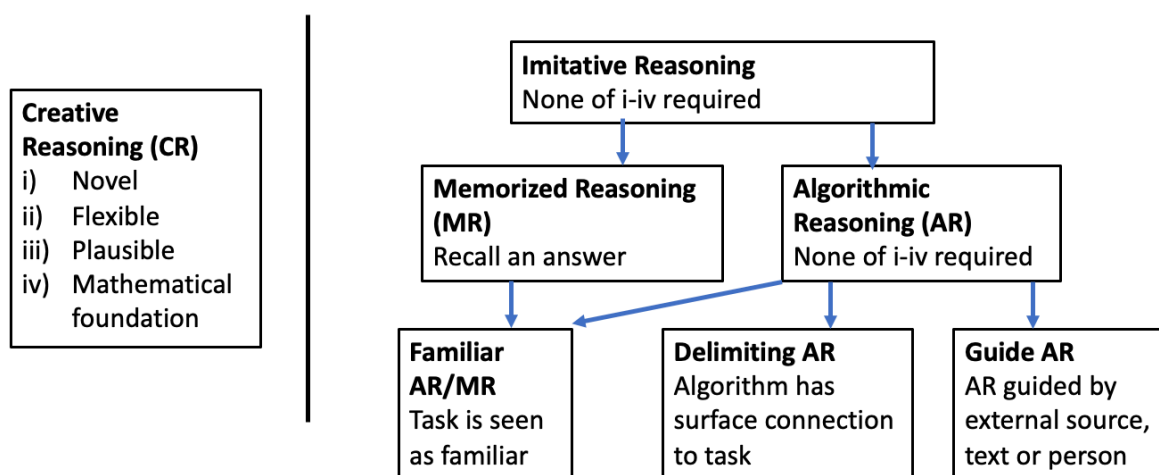 Creative
Reasoning (CR)
i) Novel
ii) Flexible
iii) Plausible
iv) Mathematical
foundation
Imitative Reasoning
None of i-iv required
Memorized Reasoning
(MR)
Recall an answer
Algorithmic
Reasoning (AR)
None of i-iv required
Familiar
AR/MR
Task is seen
as familiar
Delimiting AR
Algorithm has
surface connection
to task
Guide AR
AR guided by
external source,
text or person